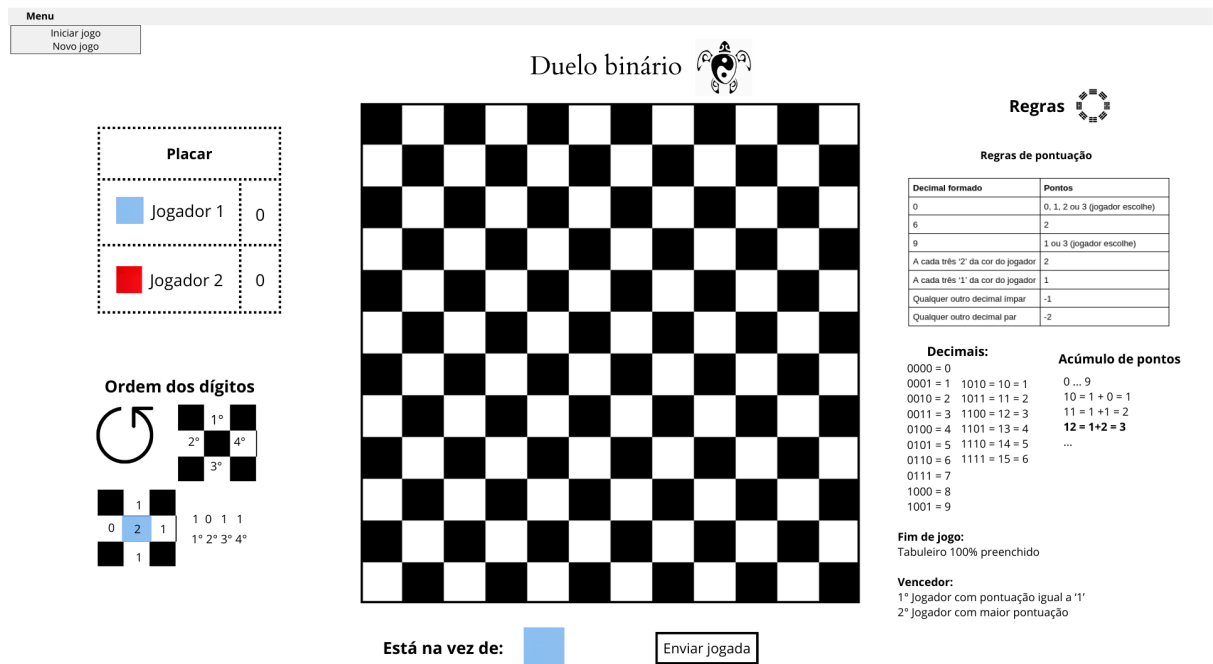 Menu
Iniciar jogo
Novo jogo
Duelo binário
Placar
Jogador 1 0
Jogador 2 0
Ordem dos dígitos
1°
2° 4°
3°
1
0 2 1
1
1 0 1 1
1° 2° 3° 4°
Está na vez de:
Enviar jogada
Regras
Regras de pontuação
Decimal formado Pontos
0 0, 1, 2 ou 3 (jogador escolhe)
6 2
9 1 ou 3 (jogador escolhe)
A cada três ‘2’ da cor do jogador 2
A cada três ‘1’ da cor do jogador 1
Qualquer outro decimal ímpar -1
Qualquer outro decimal par -2
Decimais:
0000 = 0
0001 = 1
0010 = 2
0011 = 3
0100 = 4
0101 = 5
0110 = 6
0111 = 7
1000 = 8
1001 = 9
1010 = 10 = 1
1011 = 11 = 2
1100 = 12 = 3
1101 = 13 = 4
1110 = 14 = 5
1111 = 15 = 6
Acúmulo de pontos
0 ... 9
10 = 1 + 0 = 1
11 = 1 +1 = 2
12 = 1+2 = 3
...
Fim de jogo:
Tabuleiro 100% preenchido
Vencedor:
1° Jogador com pontuação igual a ‘1’
2° Jogador com maior pontuação